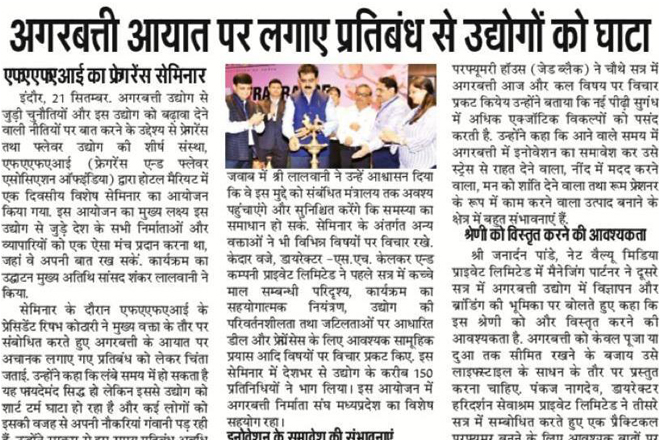 अगरबत्ती आयात पर लगाए प्रतिबंध से उद्योगों को घाटा
एफएएफएआई का फ्रेगरेंस सेमिनार
इंदौर, 21 सितम्बर. अगरबत्ती उद्योग से
जुड़ी चुनौतियों और इस उद्योग को बढ़ावा देने
वाली नीतियों पर बात करने के उद्देश्य से फ्रेगरेंस
तथा फ्लेवर उद्योग की शीर्ष संस्था,
एफएएफएआई (फ्रेगरेंस एन्ड फ्लेवर
एसोसिएशन ऑफ इंडिया) द्वारा होटल मैरियट में
एक दिवसीय विशेष सेमिनार का आयोजन
किया गया. इस आयोजन का मुख्य लक्ष्य इस
उद्योग से जुड़े देश के सभी निर्माताओं और
व्यापारियों को एक ऐसा मंच प्रदान करना था,
जहां वे अपनी बात रख सकें. कार्यक्रम का
उद्घाटन मुख्य अतिथि सांसद शंकर लालवानी ने
किया.
सेमिनार के दौरान एफएएफएआई के
प्रेसिडेंट रिषभ कोठारी ने मुख्य वक्ता के तौर पर
संबोधित करते हुए अगरबत्ती के आयात पर
अचानक लगाए गए प्रतिबंध को लेकर चिंता
जताई. उन्होंने कहा कि लंबे समय में हो सकता है
यह फायदेमंद सिद्ध हो लेकिन इससे उद्योग को
शार्ट टर्म घाटा हो रहा है और कई लोगों को
इसकी वजह से अपनी नौकरियां गंवानी पड़ रही
जवाब में श्री लालवानी ने उन्हें आश्वासन दिया
कि वे इस मुद्दे को संबंधित मंत्रालय तक अवश्य
पहुंचाएंगे और सुनिश्चित करेंगे कि समस्या का
समाधान हो सके. सेमिनार के अंतर्गत अन्य
वक्ताओं ने भी विभिन्न विषयों पर विचार रखे.
केदार वजे, डायरेक्टर -एस.एच. केलकर एन्ड
कम्पनी प्राइवेट लिमिटेड ने पहले सत्र में कच्चे
माल सम्बन्धी परिदृश्य, कार्यक्रम का
सहयोगात्मक नियंत्रण, उद्योग की
परिवर्तनशीलता तथा जटिलताओं पर आधारित
डील और प्रोसेस के लिए आवश्यक सामूहिक
प्रयास आदि विषयों पर विचार प्रकट किए. इस
सेमिनार में देशभर से उद्योग के करीब 150
प्रतिनिधियों ने भाग लिया। इस आयोजन में
अगरबत्ती निर्माता संघ मध्यप्रदेश का विशेष
सहयोग रहा।
इनोवेशन के समावेश की संभावनाएं
परफ्यूमरी हॉउस (जेड ब्लैक) ने चौथे सत्र में
अगरबत्ती आज और कल विषय पर विचार
प्रकट किये। उन्होंने बताया कि नई पीढ़ी सुगंध
में अधिक एक्जॉटिक विकल्पों को पसंद
करती है. उन्होंने कहा कि आने वाले समय में
अगरबत्ती में इनोवेशन का समावेश कर उसे
स्ट्रेस से राहत देने वाला, नींद में मदद करने
वाला, मन को शांति देने वाला तथा रूम फ्रेशनर
के रूप में काम करने वाला उत्पाद बनाने के
क्षेत्र में बहुत संभावनाएं हैं.
श्रेणी को विस्तृत करने की आवश्यकता
श्री जनार्दन पांडे, नेट वैल्यू मिडिया
प्राइवेट लिमिटेड में मैनेजिंग पार्टनर ने दूसरे
सत्र में अगरबत्ती उद्योग में विज्ञापन और
ब्रांडिंग की भूमिका पर बोलते हुए कहा कि
इस श्रेणी को और विस्तृत करने की
आवश्यकता है. अगरबत्ती को केवल पूजा या
दुआ तक सीमित रखने के बजाय उसे
लाइफस्टाइल के साधन के तौर पर प्रस्तुत
करना चाहिए. पंकज नागदेव, डायरेक्टर
हरिदर्शन सेवाश्रम प्राइवेट लिमिटेड ने तीसरे
सत्र में सम्बोधित करते हुए एक प्रैक्टिकल